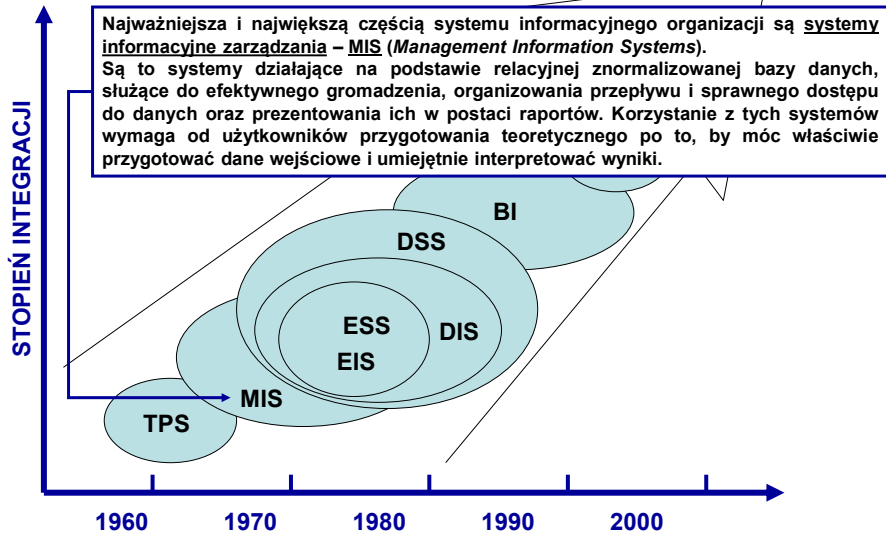 Najważniejsza i największą częścią systemu informacyjnego organizacji są systemy
informacyjne zarządzania – MIS (Management Information Systems).
Są to systemy działające na podstawie relacyjnej znormalizowanej bazy danych,
służące do efektywnego gromadzenia, organizowania przepływu i sprawnego dostępu
do danych oraz prezentowania ich w postaci raportów. Korzystanie z tych systemów
wymaga od użytkowników przygotowania teoretycznego po to, by móc właściwie
przygotować dane wejściowe i umiejętnie interpretować wyniki.
STOPIEŃ INTEGRACJI
BI
DSS
ESS
DIS
EIS
MIS
TPS
1960
1970
1980
1990
2000